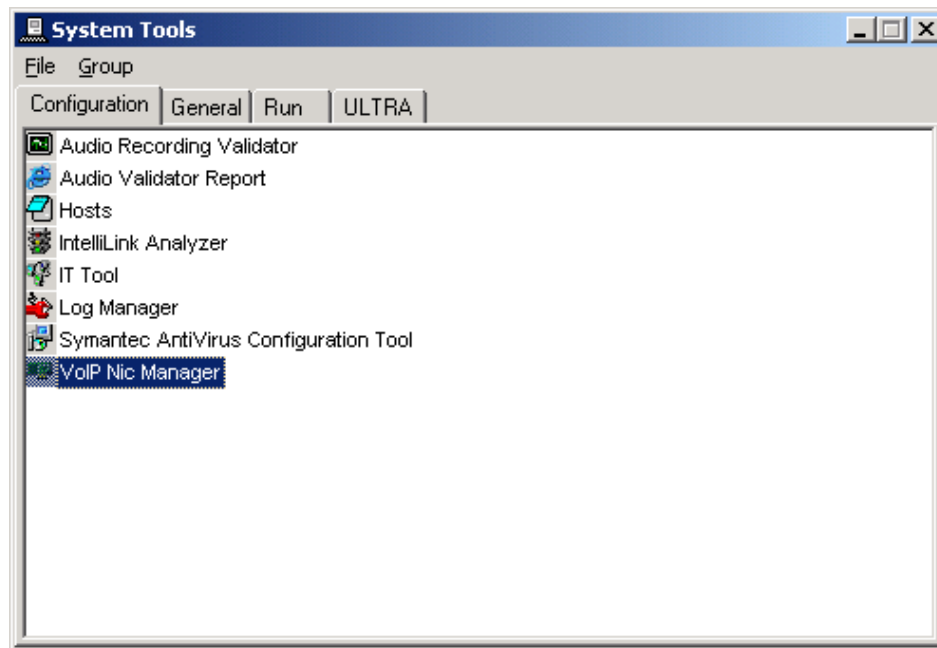 System Tools
File Group
Configuration General Run ULTRA
Audio Recording Validator
Audio Validator Report
Hosts
IntelliLink Analyzer
IT Tool
Log Manager
Symantec AntiVirus Configuration Tool
VoIP Nic Manager